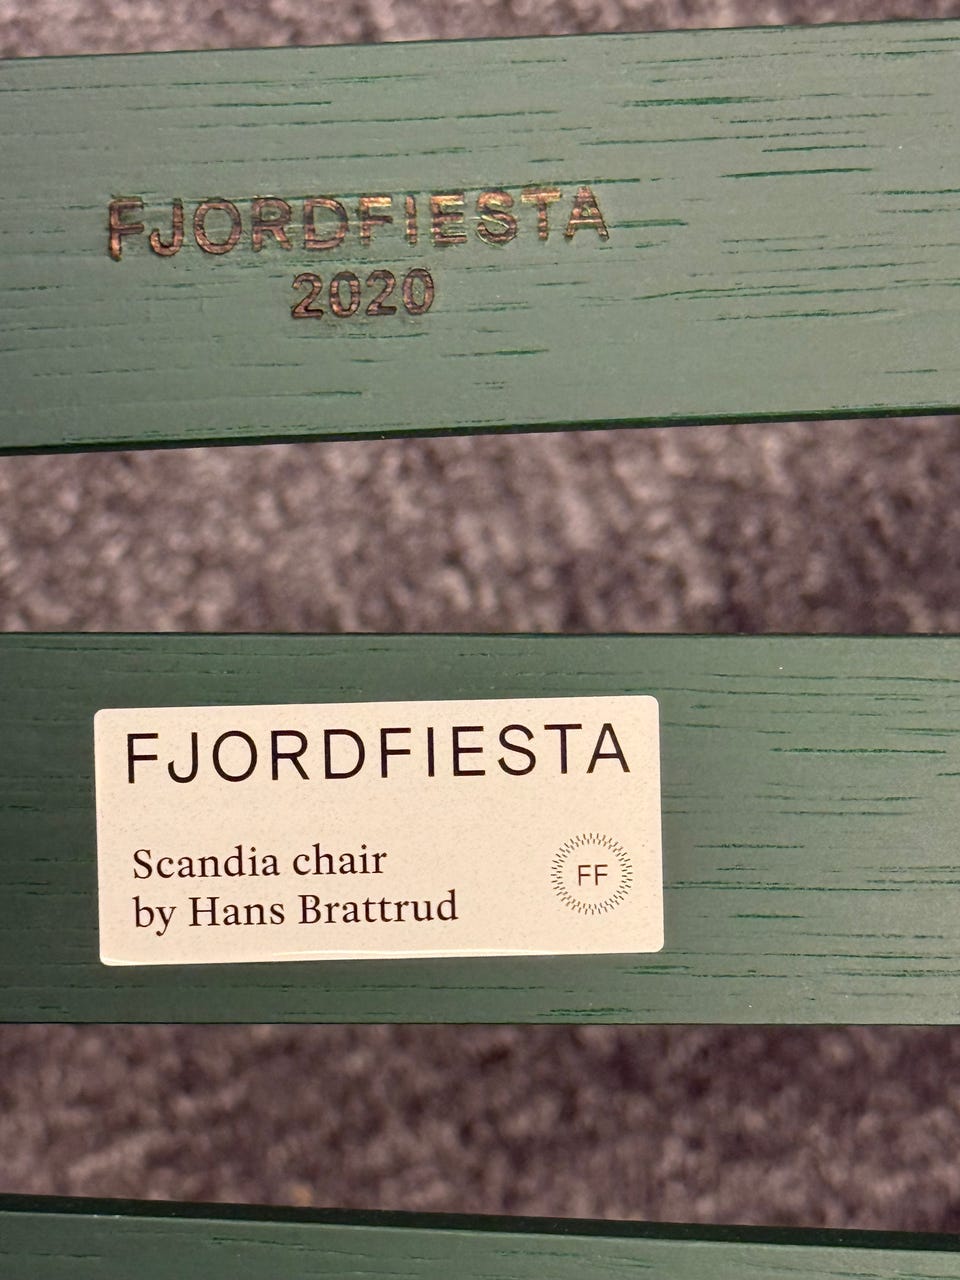 FJORDFIESTA
2020
FJORDFIESTA
Scandia chair
by Hans Brattrud
FF